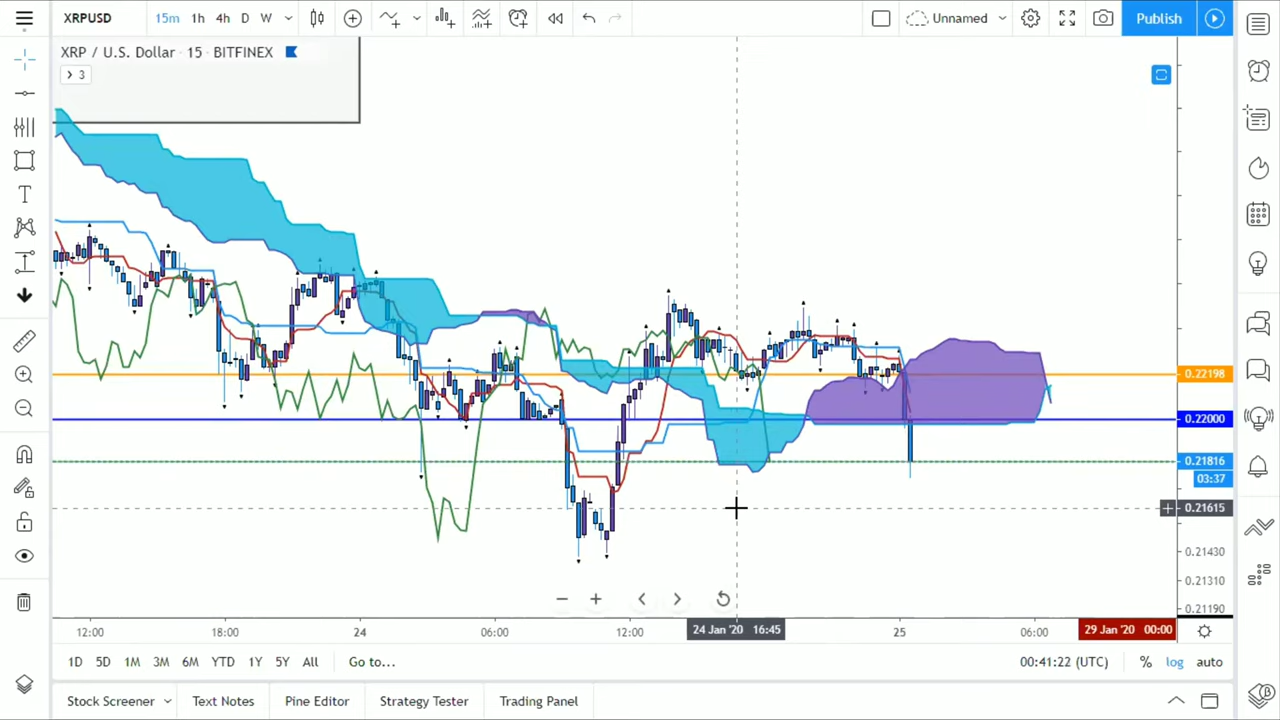 XRPUSD 15m 1h 4h D W Unnamed Publish
XRP / U.S. Dollar · 15 · BITFINEX
3
0.22198
0.22000
0.21816
03:37
0.21615
0.21430
0.21310
0.21190
12:00 18:00 24 06:00 12:00 24 Jan '20 16:45 25 06:00 29 Jan '20 00:00
1D 5D 1M 3M 6M YTD 1Y 5Y All Go to... 00:41:22 (UTC) % log auto
Stock Screener Text Notes Pine Editor Strategy Tester Trading Panel